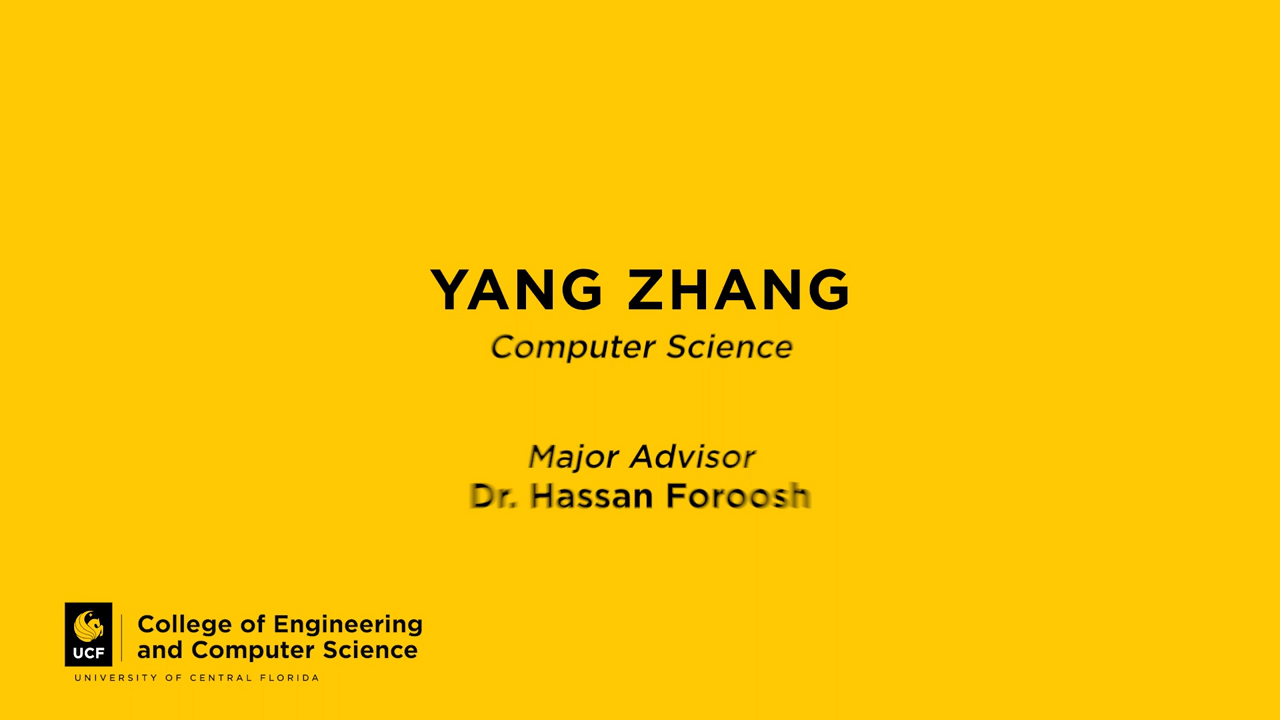 YANG ZHANG
Computer Science
Major Advisor
Dr. Hassan Foroosh
UCF
College of Engineering
and Computer Science
UNIVERSITY OF CENTRAL FLORIDA